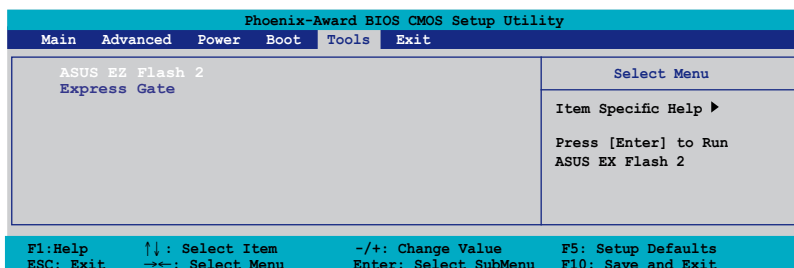 Phoenix-Award BIOS CMOS Setup Utility
Main Advanced Power Boot Tools Exit
ASUS EZ Flash 2
Express Gate
Select Menu
Item Specific Help ▶
Press [Enter] to Run
ASUS EX Flash 2
F1:Help ↑↓: Select Item -/+: Change Value F5: Setup Defaults
ESC: Exit →←: Select Menu Enter: Select SubMenu F10: Save and Exit